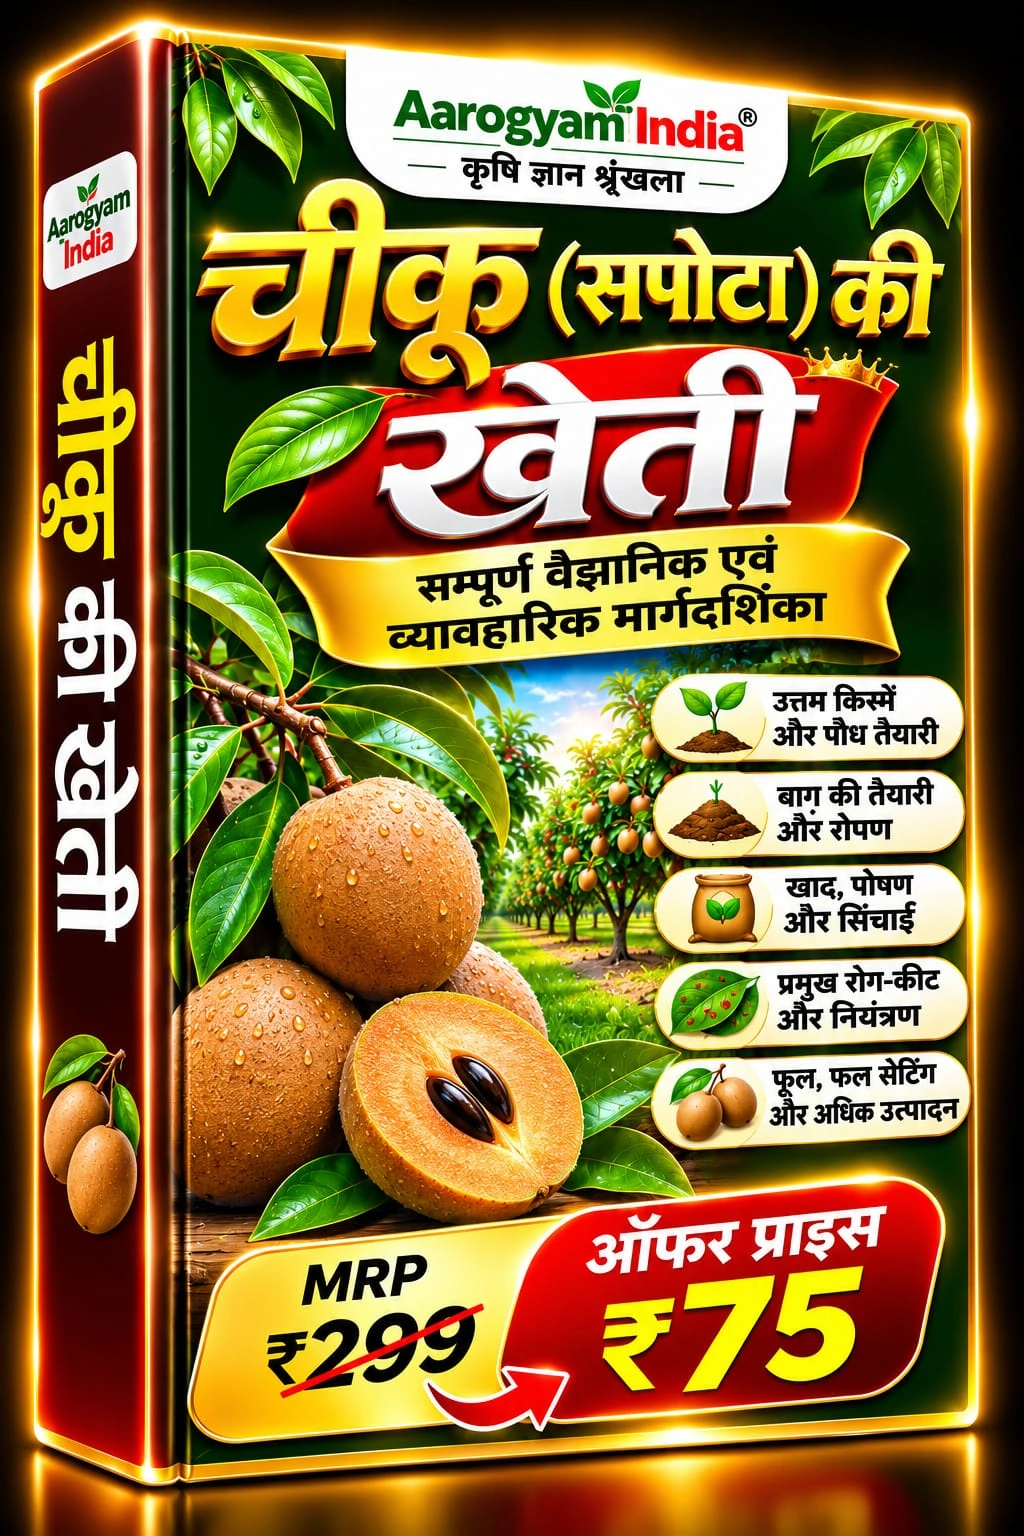 Aarogyam India®
कृषि ज्ञान श्रृंखला
चीकू (सपोटा) की
खेती
सम्पूर्ण वैज्ञानिक एवं
व्यावहारिक मार्गदर्शिका
उत्तम किस्में
और पौध तैयारी
बाग़ की तैयारी
और रोपण
खाद, पोषण
और सिंचाई
प्रमुख रोग-कीट
और नियंत्रण
फूल, फल सेटिंग
और अधिक उत्पादन
MRP
₹299
ऑफर प्राइस
₹75
Aarogyam
India
चीकू की खेती